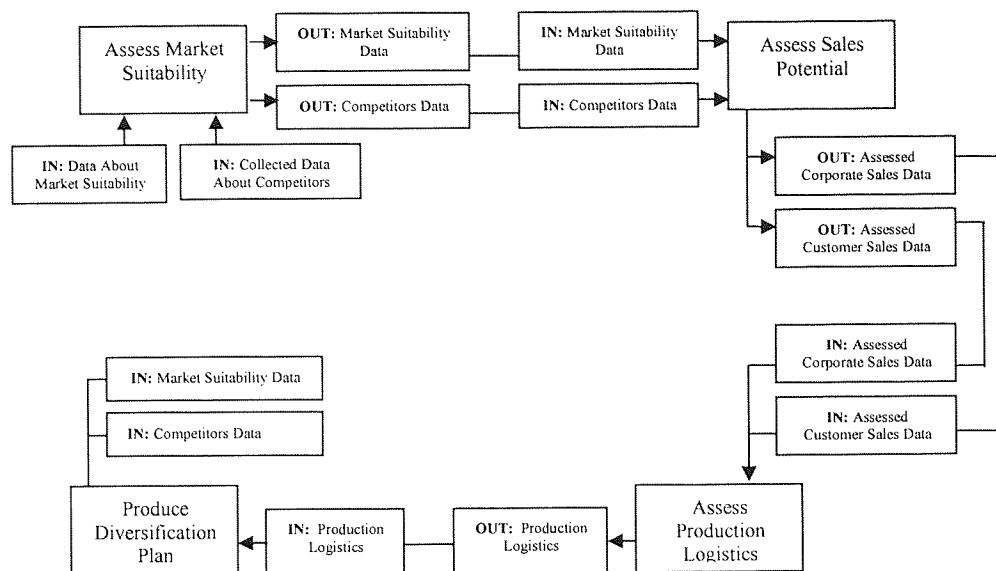 Assess Market
Suitability
OUT: Market Suitability
Data
IN: Market Suitability
Data
Assess Sales
Potential
OUT: Competitors Data
IN: Competitors Data
IN: Data About
Market Suitability
IN: Collected Data
About Competitors
OUT: Assessed
Corporate Sales Data
OUT: Assessed
Customer Sales Data
IN: Assessed
Corporate Sales Data
IN: Assessed
Customer Sales Data
IN: Market Suitability Data
IN: Competitors Data
Produce
Diversification
Plan
IN: Production
Logistics
OUT: Production
Logistics
Assess
Production
Logistics